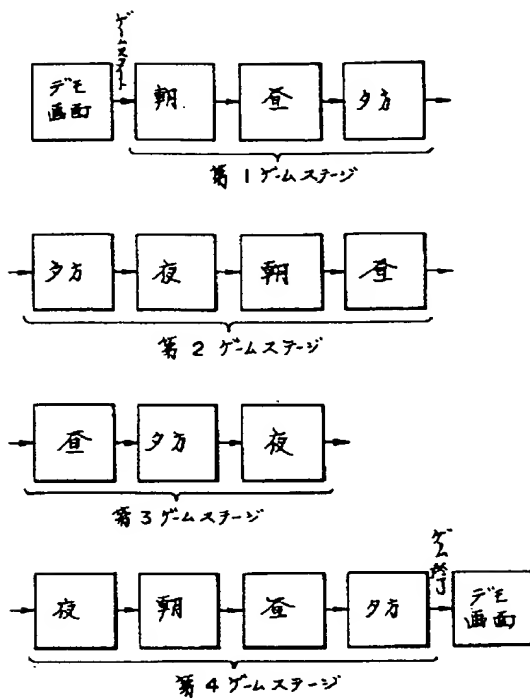 ゲームスタート
デモ
画面
朝
昼
夕方
第1ゲームステージ
夕方
夜
朝
昼
第2ゲームステージ
昼
夕方
夜
第3ゲームステージ
ゲーム終了
夜
朝
昼
夕方
デモ
画面
第4ゲームステージ